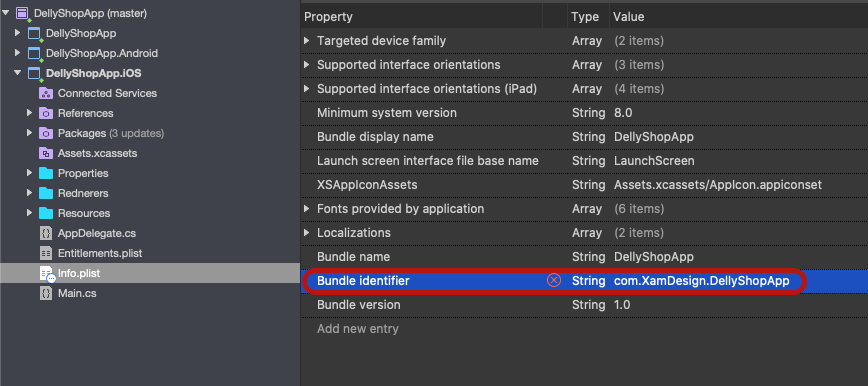 DellyShopApp (master)
DellyShopApp
DellyShopApp.Android
DellyShopApp.iOS
Connected Services
References
Packages (3 updates)
Assets.xcassets
Properties
Rednerers
Resources
AppDelegate.cs
Entitlements.plist
Info.plist
Main.cs
Property Type Value
Targeted device family Array (2 items)
Supported interface orientations Array (3 items)
Supported interface orientations (iPad) Array (4 items)
Minimum system version String 8.0
Bundle display name String DellyShopApp
Launch screen interface file base name String LaunchScreen
XSAppIconAssets String Assets.xcassets/AppIcon.appiconset
Fonts provided by application Array (6 items)
Localizations Array (2 items)
Bundle name String DellyShopApp
Bundle identifier String com.XamDesign.DellyShopApp
Bundle version String 1.0
Add new entry